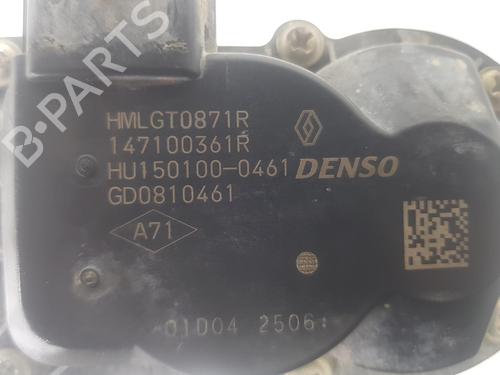 HMLGT0871R
147100361R
HU150100-0461 DENSO
GD0810461
A71
01D04 2506
B-PARTS